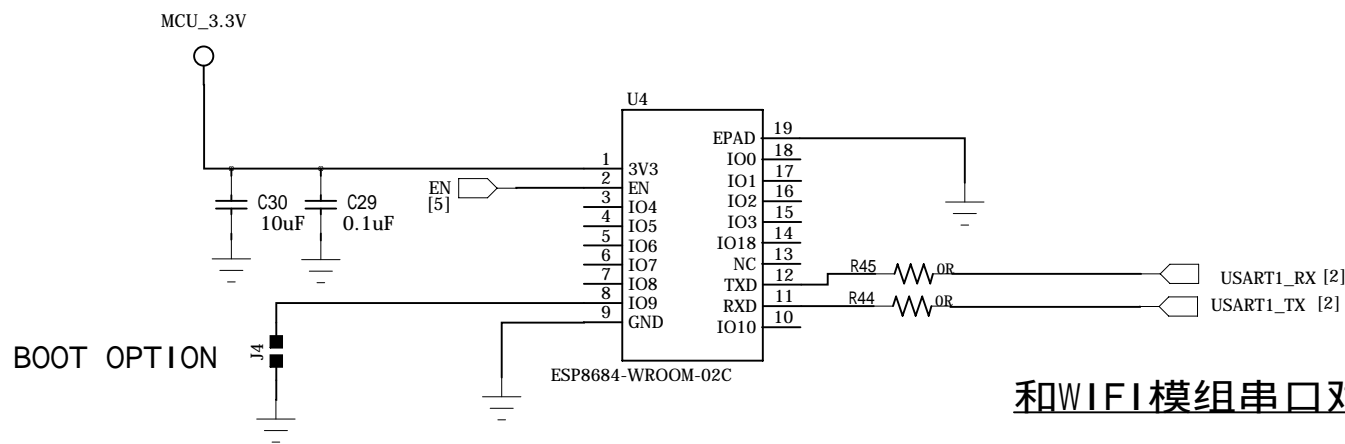 MCU_3.3V
U4
EPAD 19
IO0 18
1 3V3
IO1 17
EN
[5]
2 EN
IO2 16
C30
10uF
C29
0.1uF
3 IO4
IO3 15
4 IO5
IO18 14
5 IO6
NC 13
6 IO7
TXD 12
R45 0R
USART1_RX [2]
7 IO8
RXD 11
R44 0R
USART1_TX [2]
8 IO9
IO10 10
9 GND
BOOT OPTION
J4
ESP8684-WROOM-02C
和WIFI模组串口